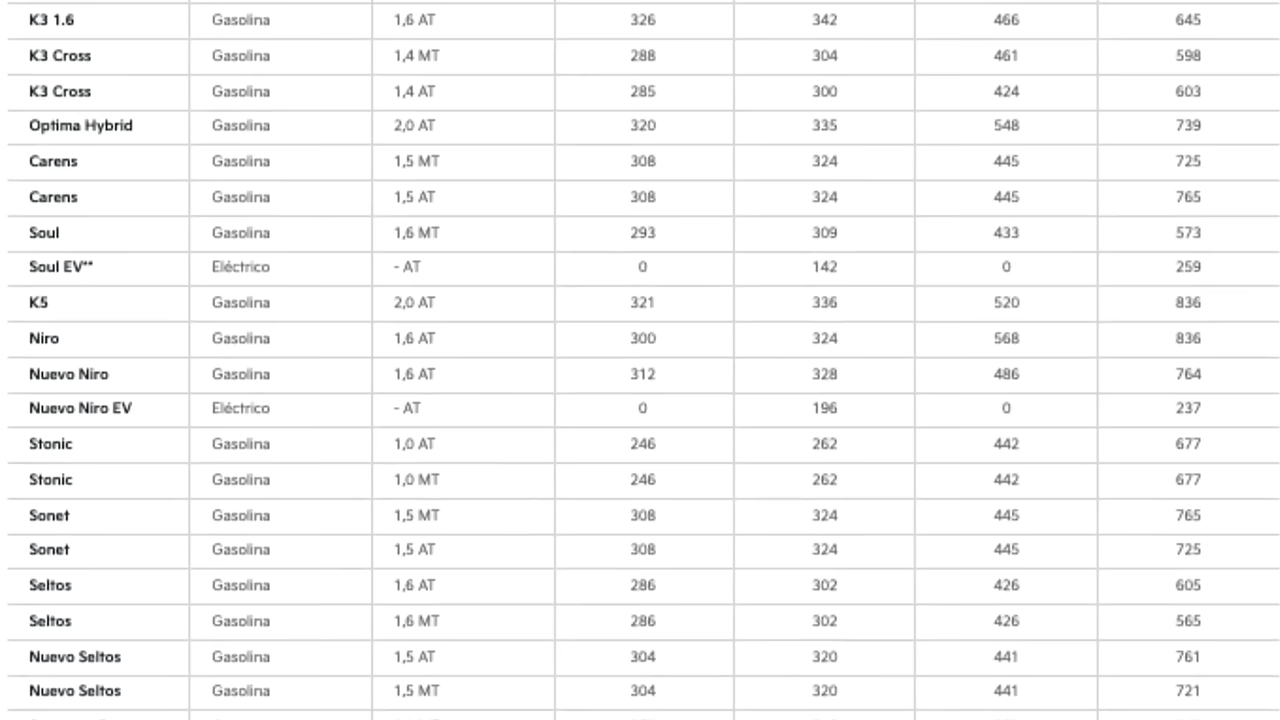 K3 1.6 Gasolina 1,6 AT 326 342 466 645
K3 Cross Gasolina 1,4 MT 288 304 461 598
K3 Cross Gasolina 1,4 AT 285 300 424 603
Optima Hybrid Gasolina 2,0 AT 320 335 548 739
Carens Gasolina 1,5 MT 308 324 445 725
Carens Gasolina 1,5 AT 308 324 445 765
Soul Gasolina 1,6 MT 293 309 433 573
Soul EV** Eléctrico - AT 0 142 0 259
K5 Gasolina 2,0 AT 321 336 520 836
Niro Gasolina 1,6 AT 300 324 568 836
Nuevo Niro Gasolina 1,6 AT 312 328 486 764
Nuevo Niro EV Eléctrico - AT 0 196 0 237
Stonic Gasolina 1,0 AT 246 262 442 677
Stonic Gasolina 1,0 MT 246 262 442 677
Sonet Gasolina 1,5 MT 308 324 445 765
Sonet Gasolina 1,5 AT 308 324 445 725
Seltos Gasolina 1,6 AT 286 302 426 605
Seltos Gasolina 1,6 MT 286 302 426 565
Nuevo Seltos Gasolina 1,5 AT 304 320 441 761
Nuevo Seltos Gasolina 1,5 MT 304 320 441 721